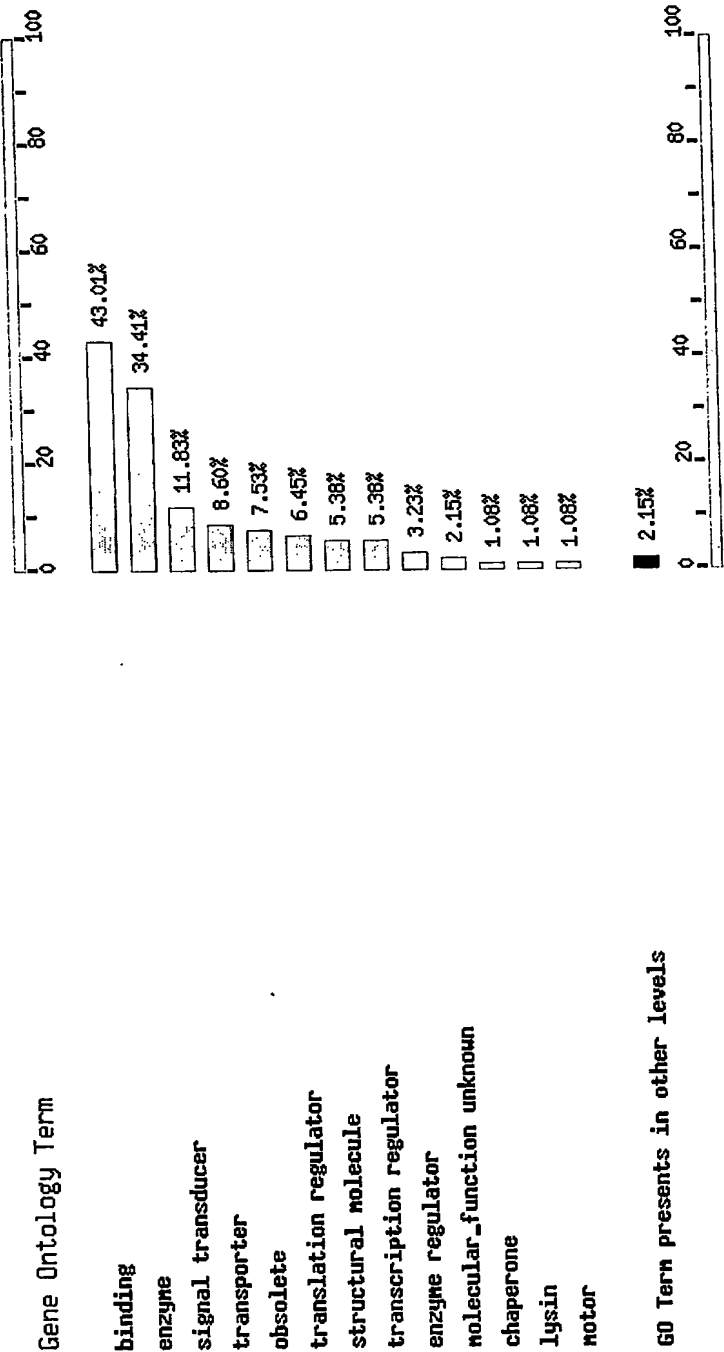 Gene Ontology Term
0 20 40 60 80 100
binding 43.01%
enzyme 34.41%
signal transducer 11.83%
transporter 8.60%
obsolete 7.53%
translation regulator 6.45%
structural molecule 5.38%
transcription regulator 5.38%
enzyme regulator 3.23%
molecular_function unknown 2.15%
chaperone 1.08%
lysin 1.08%
motor 1.08%
GO Term presents in other levels 2.15%
0 20 40 60 80 100